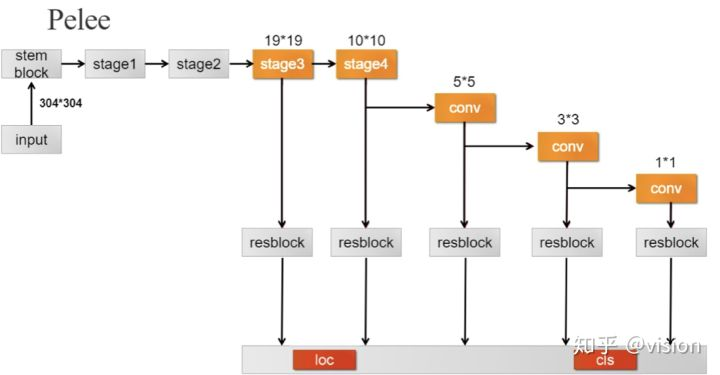 Pelee
19*19
10*10
stem
block
stage1
stage2
stage3
stage4
5*5
conv
304*304
3*3
input
conv
1*1
conv
resblock
resblock
resblock
resblock
resblock
知乎 @vision
loc
cls